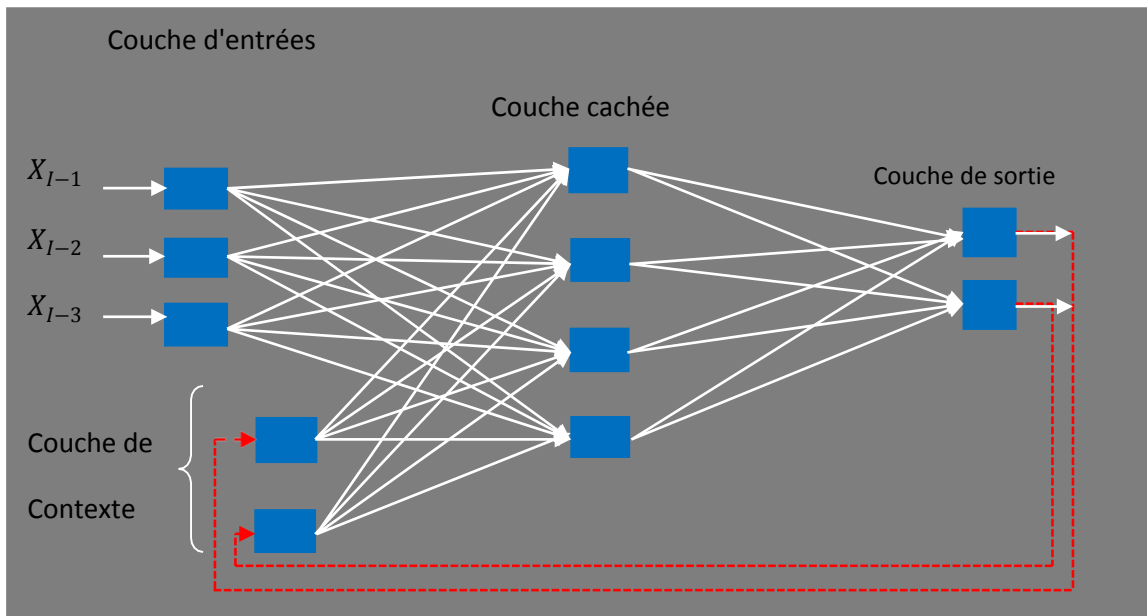 Couche d'entrées
Couche cachée
Couche de sortie
X_{I-1}
X_{I-2}
X_{I-3}
Couche de
Contexte